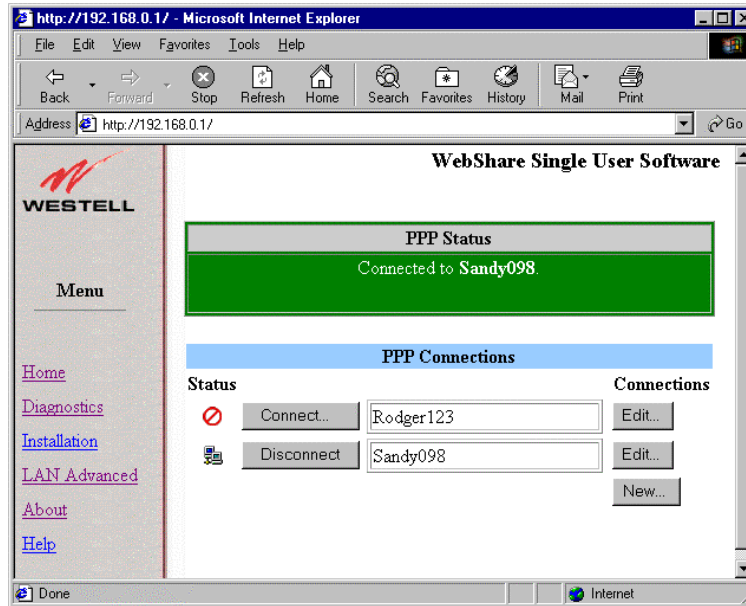 http://192.168.0.1/ - Microsoft Internet Explorer
File Edit View Favorites Tools Help
Back Forward Stop Refresh Home Search Favorites History Mail Print
Address http://192.168.0.1/ Go
WESTELL
WebShare Single User Software
PPP Status
Connected to Sandy098.
Menu
Home
Diagnostics
Installation
LAN Advanced
About
Help
PPP Connections
Status Connections
Connect... Rodger123 Edit...
Disconnect Sandy098 Edit...
New...
Done Internet